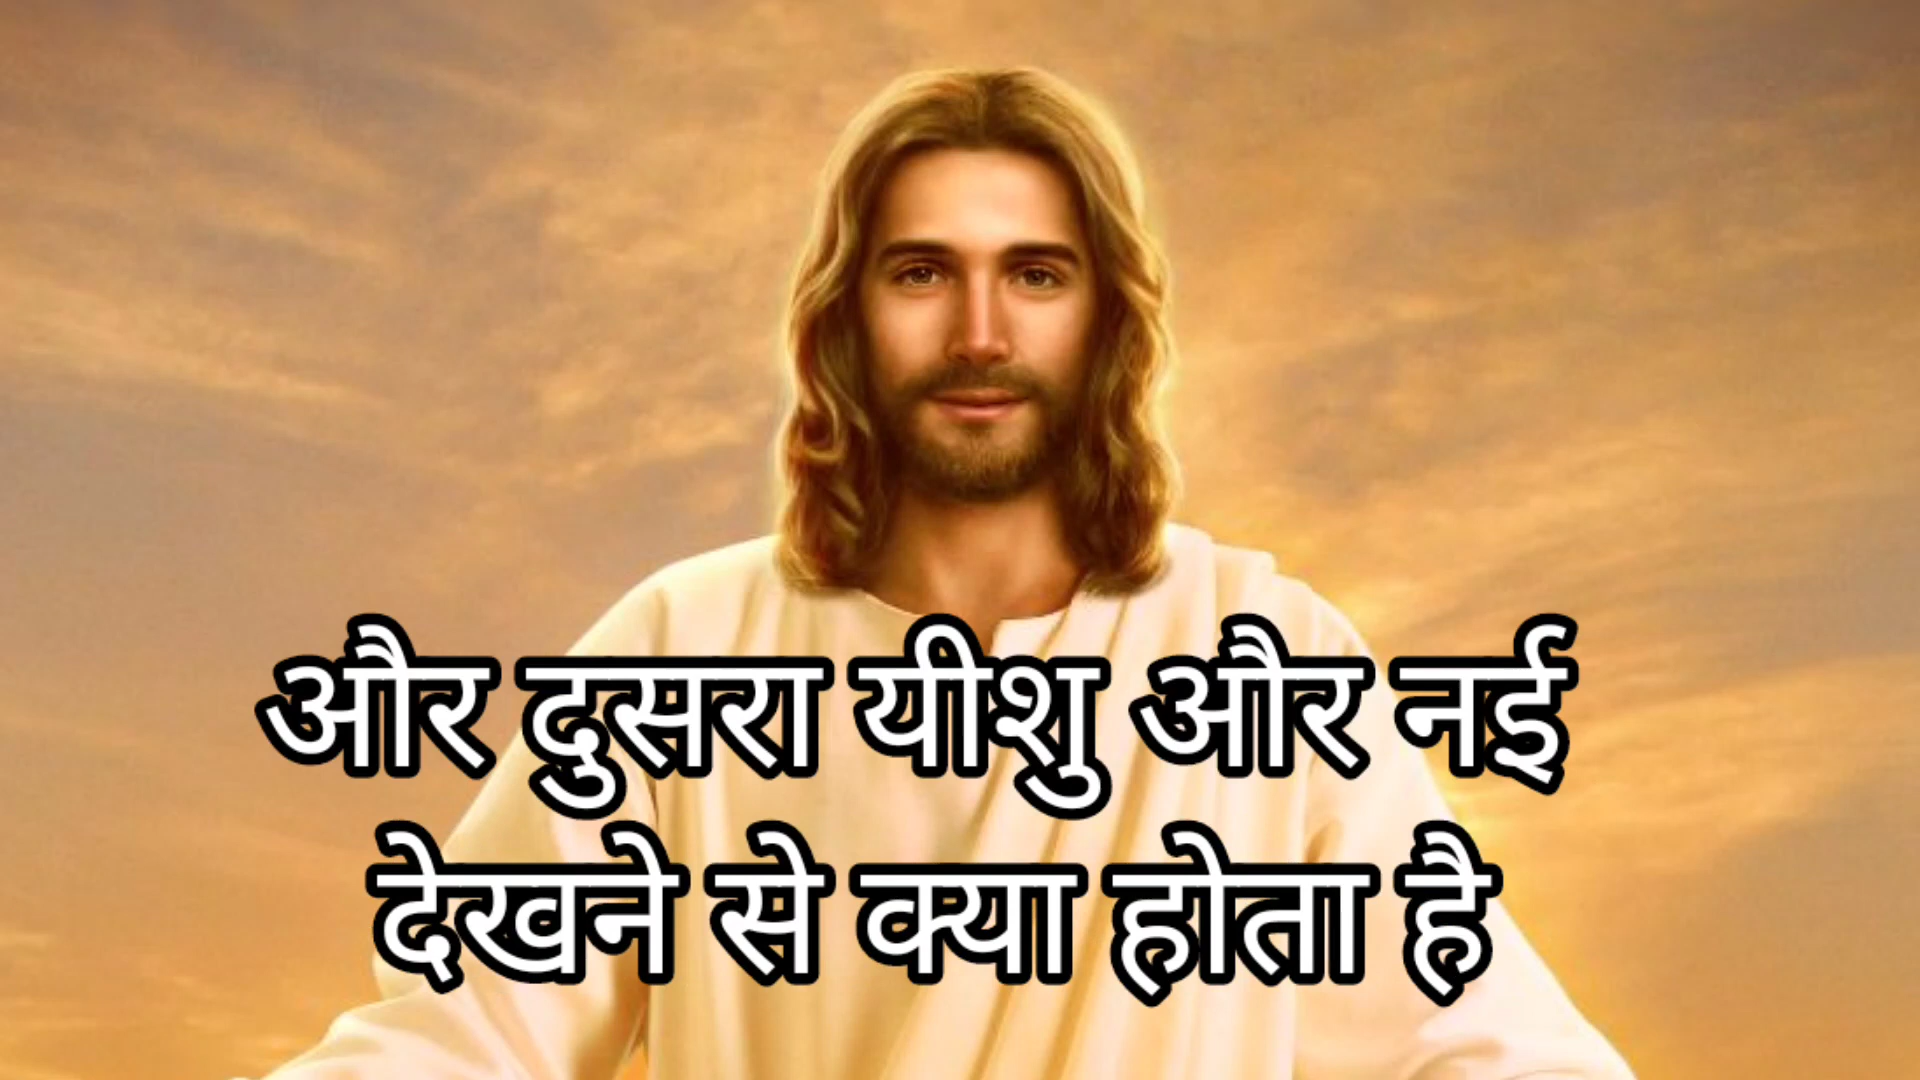 और दुसरा यीशु और नई
देखने से क्या होता है